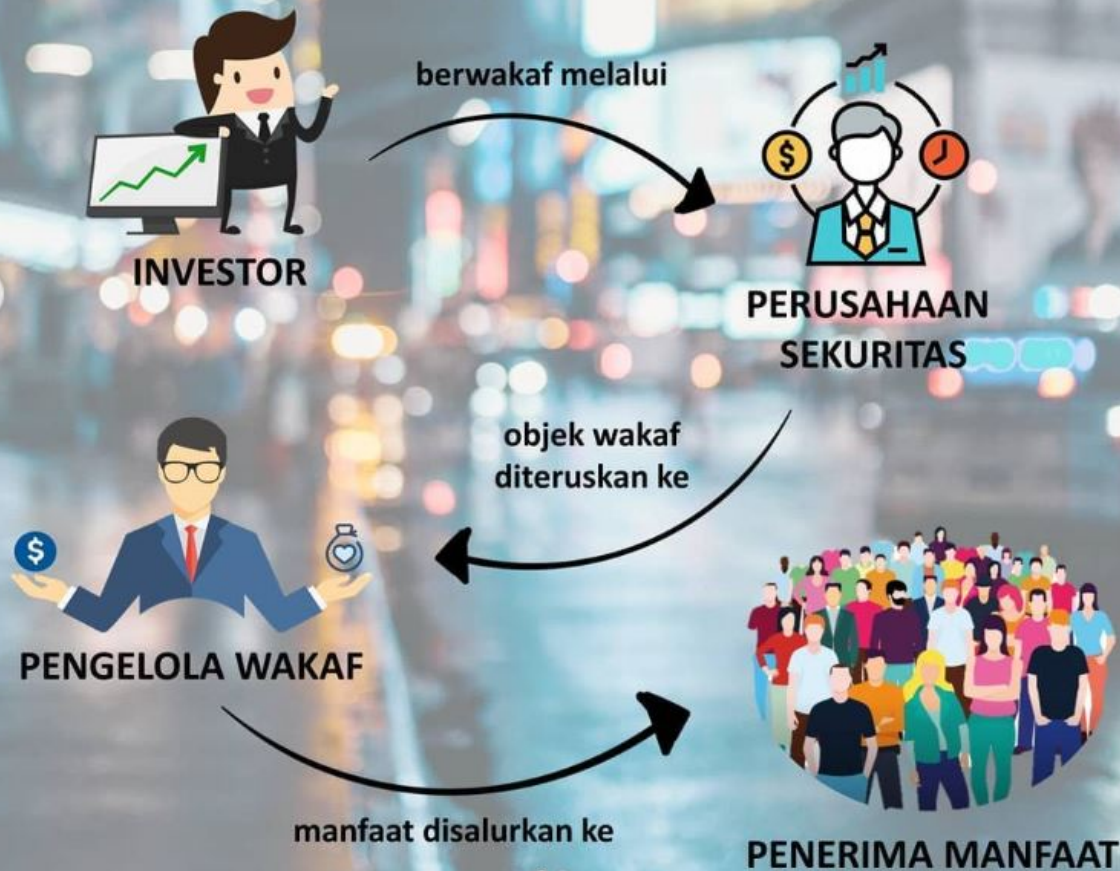 berwakaf melalui
INVESTOR
PERUSAHAAN
SEKURITAS
objek wakaf
diteruskan ke
PENGELOLA WAKAF
manfaat disalurkan ke
PENERIMA MANFAAT